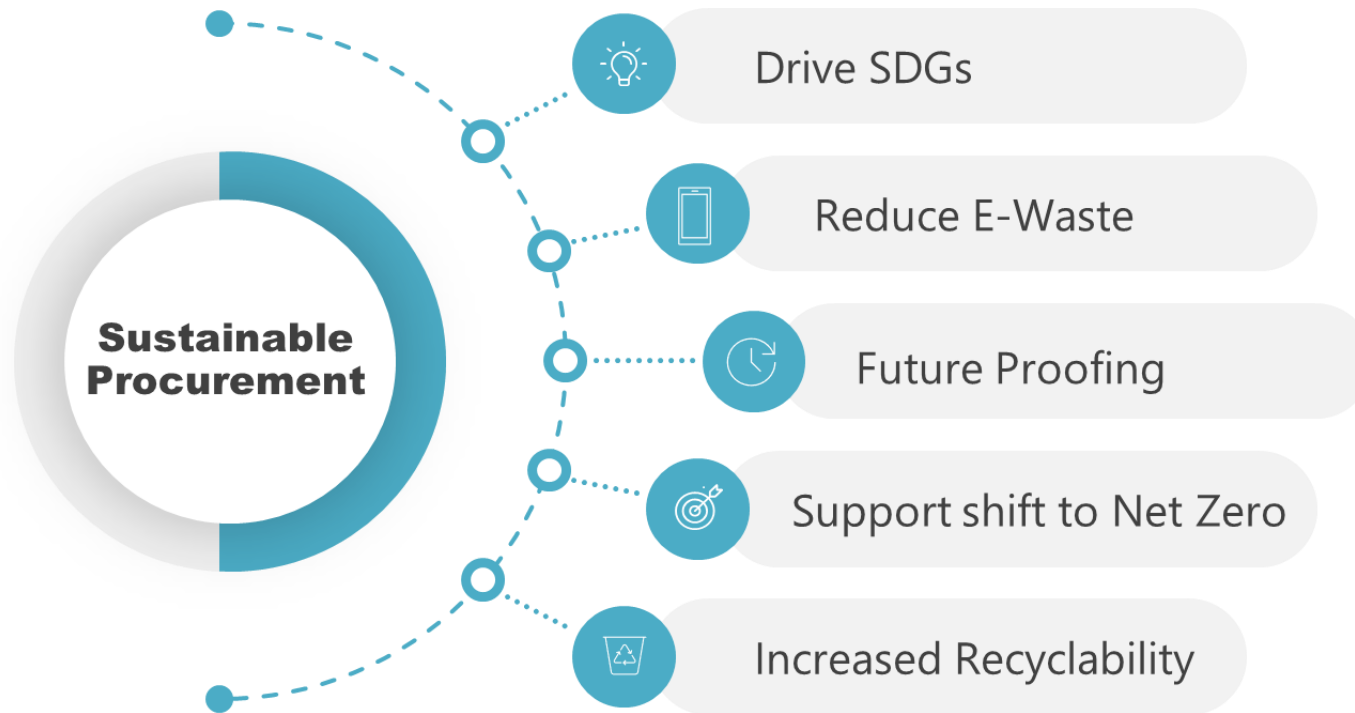 Sustainable
Procurement
Drive SDGs
Reduce E-Waste
Future Proofing
Support shift to Net Zero
Increased Recyclability